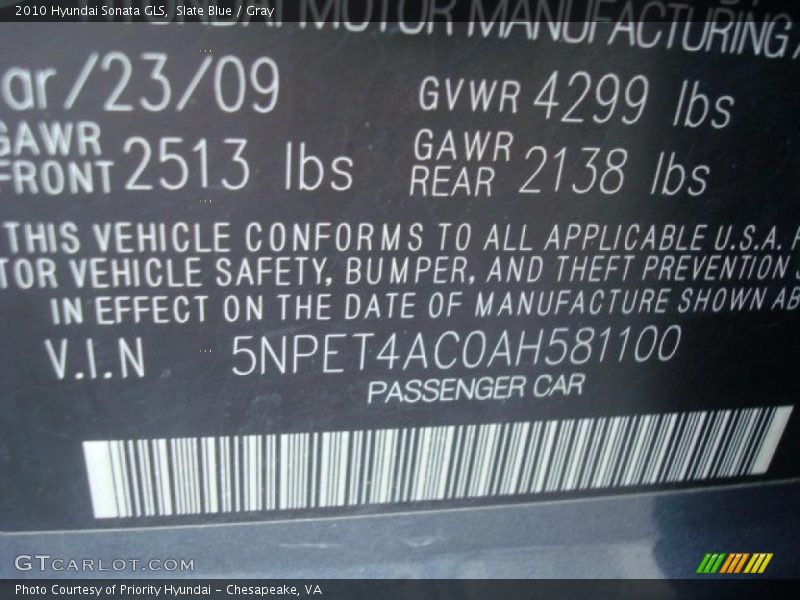 2010 Hyundai Sonata GLS, Slate Blue / Gray
MOTOR MANUFACTURING
ar/23/09 GVWR 4299 lbs
GAWR FRONT 2513 lbs GAWR REAR 2138 lbs
THIS VEHICLE CONFORMS TO ALL APPLICABLE U.S.A. F
TOR VEHICLE SAFETY, BUMPER, AND THEFT PREVENTION S
IN EFFECT ON THE DATE OF MANUFACTURE SHOWN AB
V.I.N 5NPET4AC0AH581100
PASSENGER CAR
GTCARLOT.COM
Photo Courtesy of Priority Hyundai - Chesapeake, VA